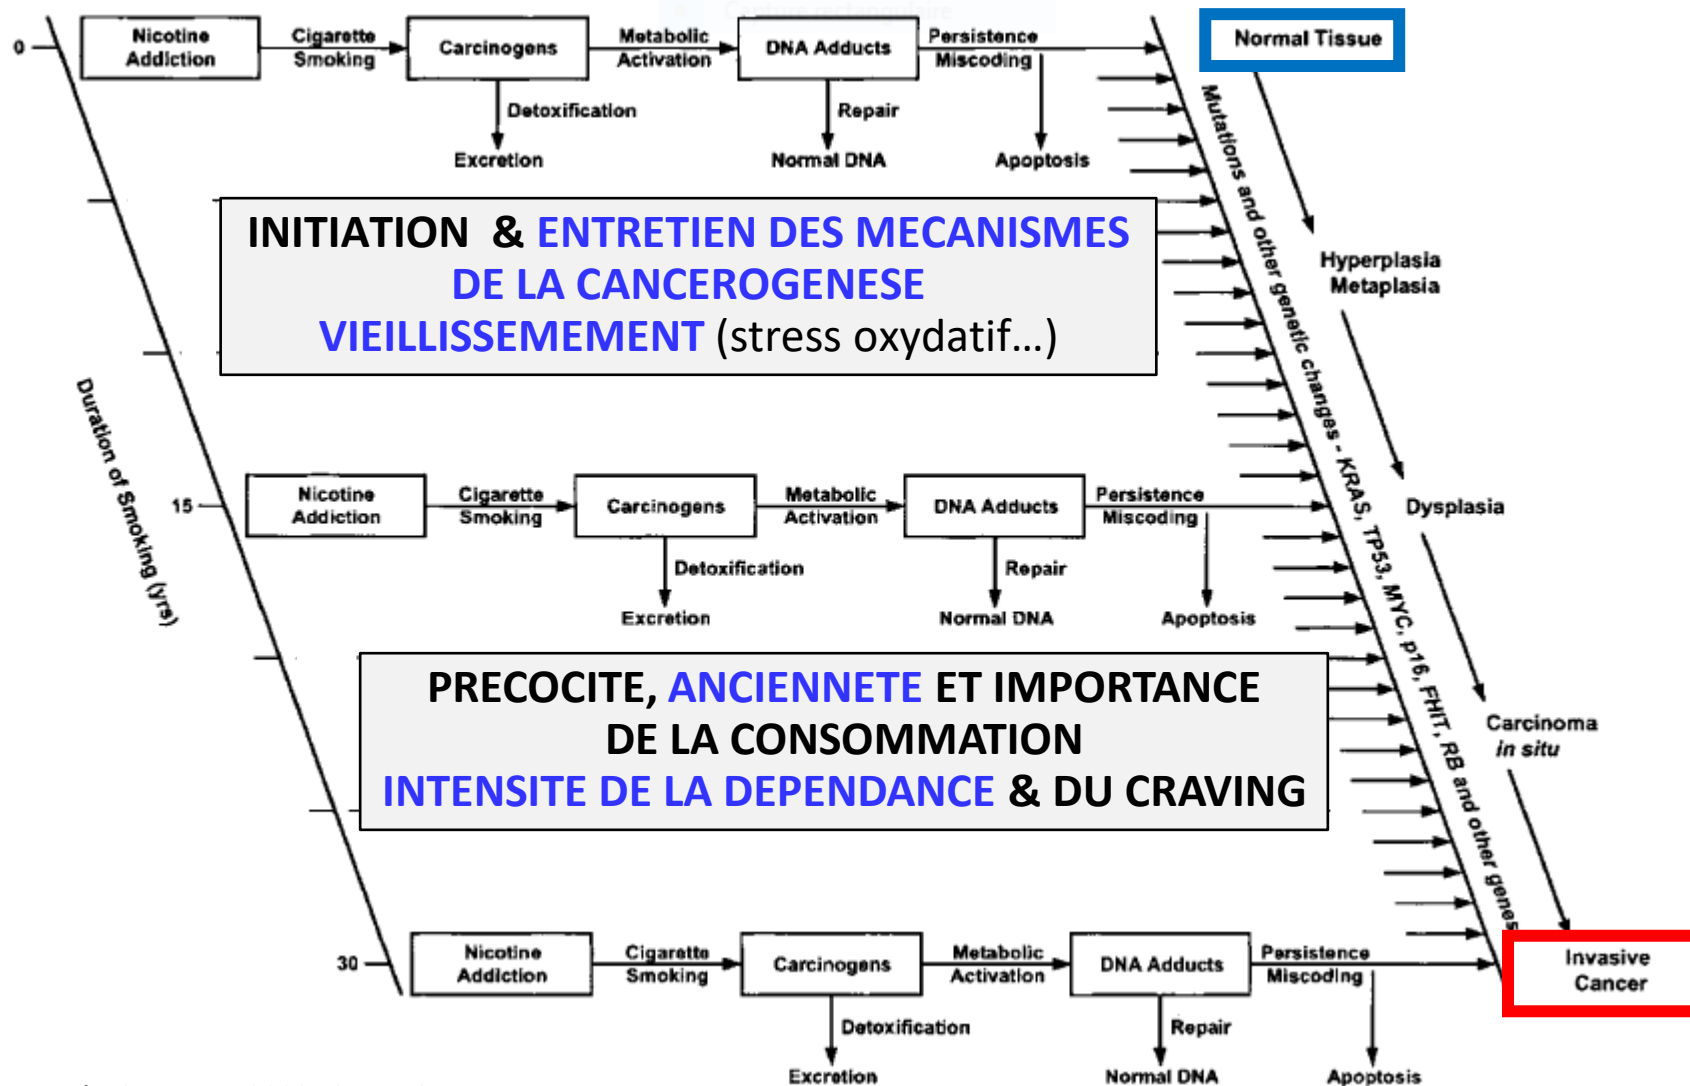 Capture rectangulaire
0
Nicotine
Addiction
Cigarette
Smoking
Carcinogens
Metabolic
Activation
DNA Adducts
Persistence
Miscoding
Normal Tissue
Detoxification
Repair
Excretion
Normal DNA
Apoptosis
INITIATION & ENTRETIEN DES MECANISMES
DE LA CANCEROGENESE
VIEILLISSEMEMENT (stress oxydatif…)
Hyperplasia
Metaplasia
Duration of Smoking (yrs)
Mutations and other genetic changes - KRAS, TP53, MYC, p16, FHIT, RB and other genes
15
Nicotine
Addiction
Cigarette
Smoking
Carcinogens
Metabolic
Activation
DNA Adducts
Persistence
Miscoding
Dysplasia
Detoxification
Repair
Excretion
Normal DNA
Apoptosis
PRECOCITE, ANCIENNETE ET IMPORTANCE
DE LA CONSOMMATION
INTENSITE DE LA DEPENDANCE & DU CRAVING
Carcinoma
in situ
30
Nicotine
Addiction
Cigarette
Smoking
Carcinogens
Metabolic
Activation
DNA Adducts
Persistence
Miscoding
Invasive
Cancer
Detoxification
Repair
Excretion
Normal DNA
Apoptosis